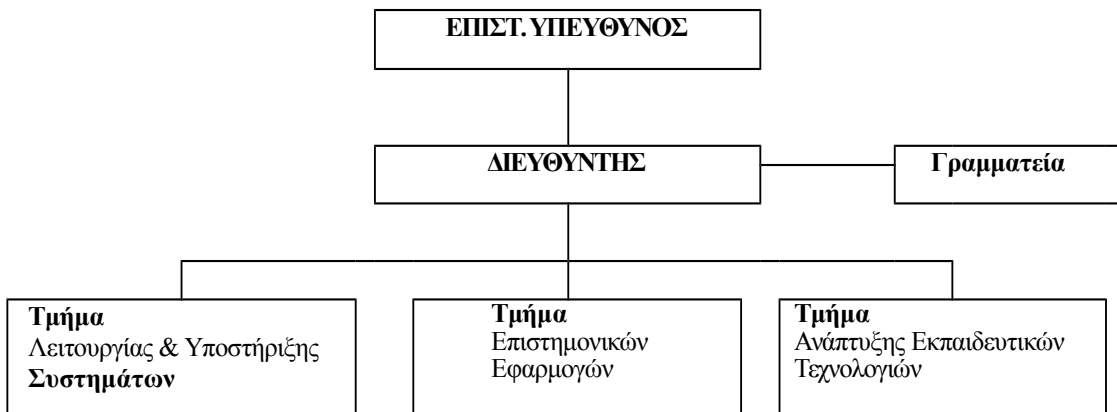 ΕΠΙΣΤ. ΥΠΕΥΘΥΝΟΣ
ΔΙΕΥΘΥΝΤΗΣ
Γραμματεία
Τμήμα
Λειτουργίας & Υποστήριξης
Συστημάτων
Τμήμα
Επιστημονικών
Εφαρμογών
Τμήμα
Ανάπτυξης Εκπαιδευτικών
Τεχνολογιών